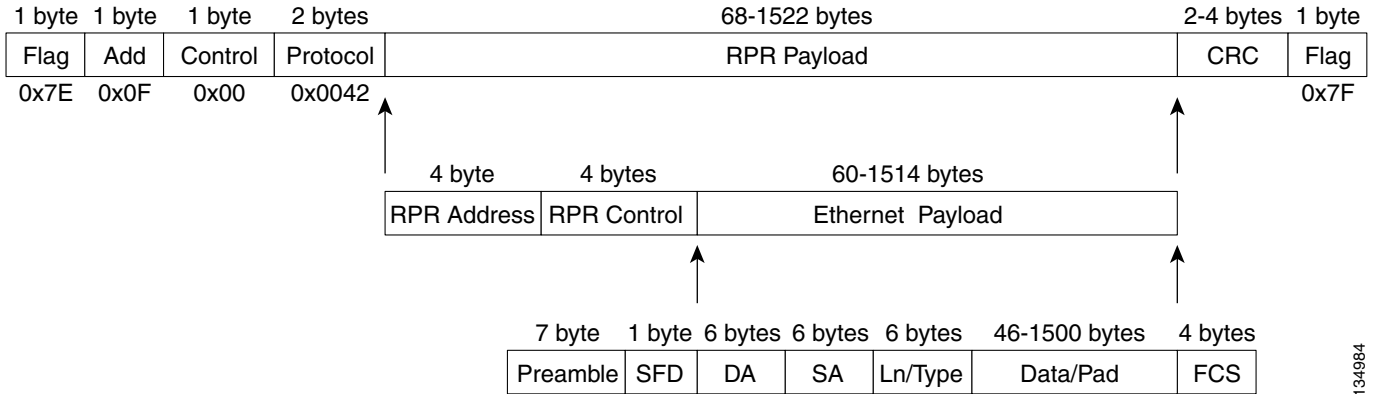 1 byte 1 byte 1 byte 2 bytes 68-1522 bytes 2-4 bytes 1 byte
Flag Add Control Protocol RPR Payload CRC Flag
0x7E 0x0F 0x00 0x0042 0x7F
4 byte 4 bytes 60-1514 bytes
RPR Address RPR Control Ethernet Payload
7 byte 1 byte 6 bytes 6 bytes 6 bytes 46-1500 bytes 4 bytes
Preamble SFD DA SA Ln/Type Data/Pad FCS
134984